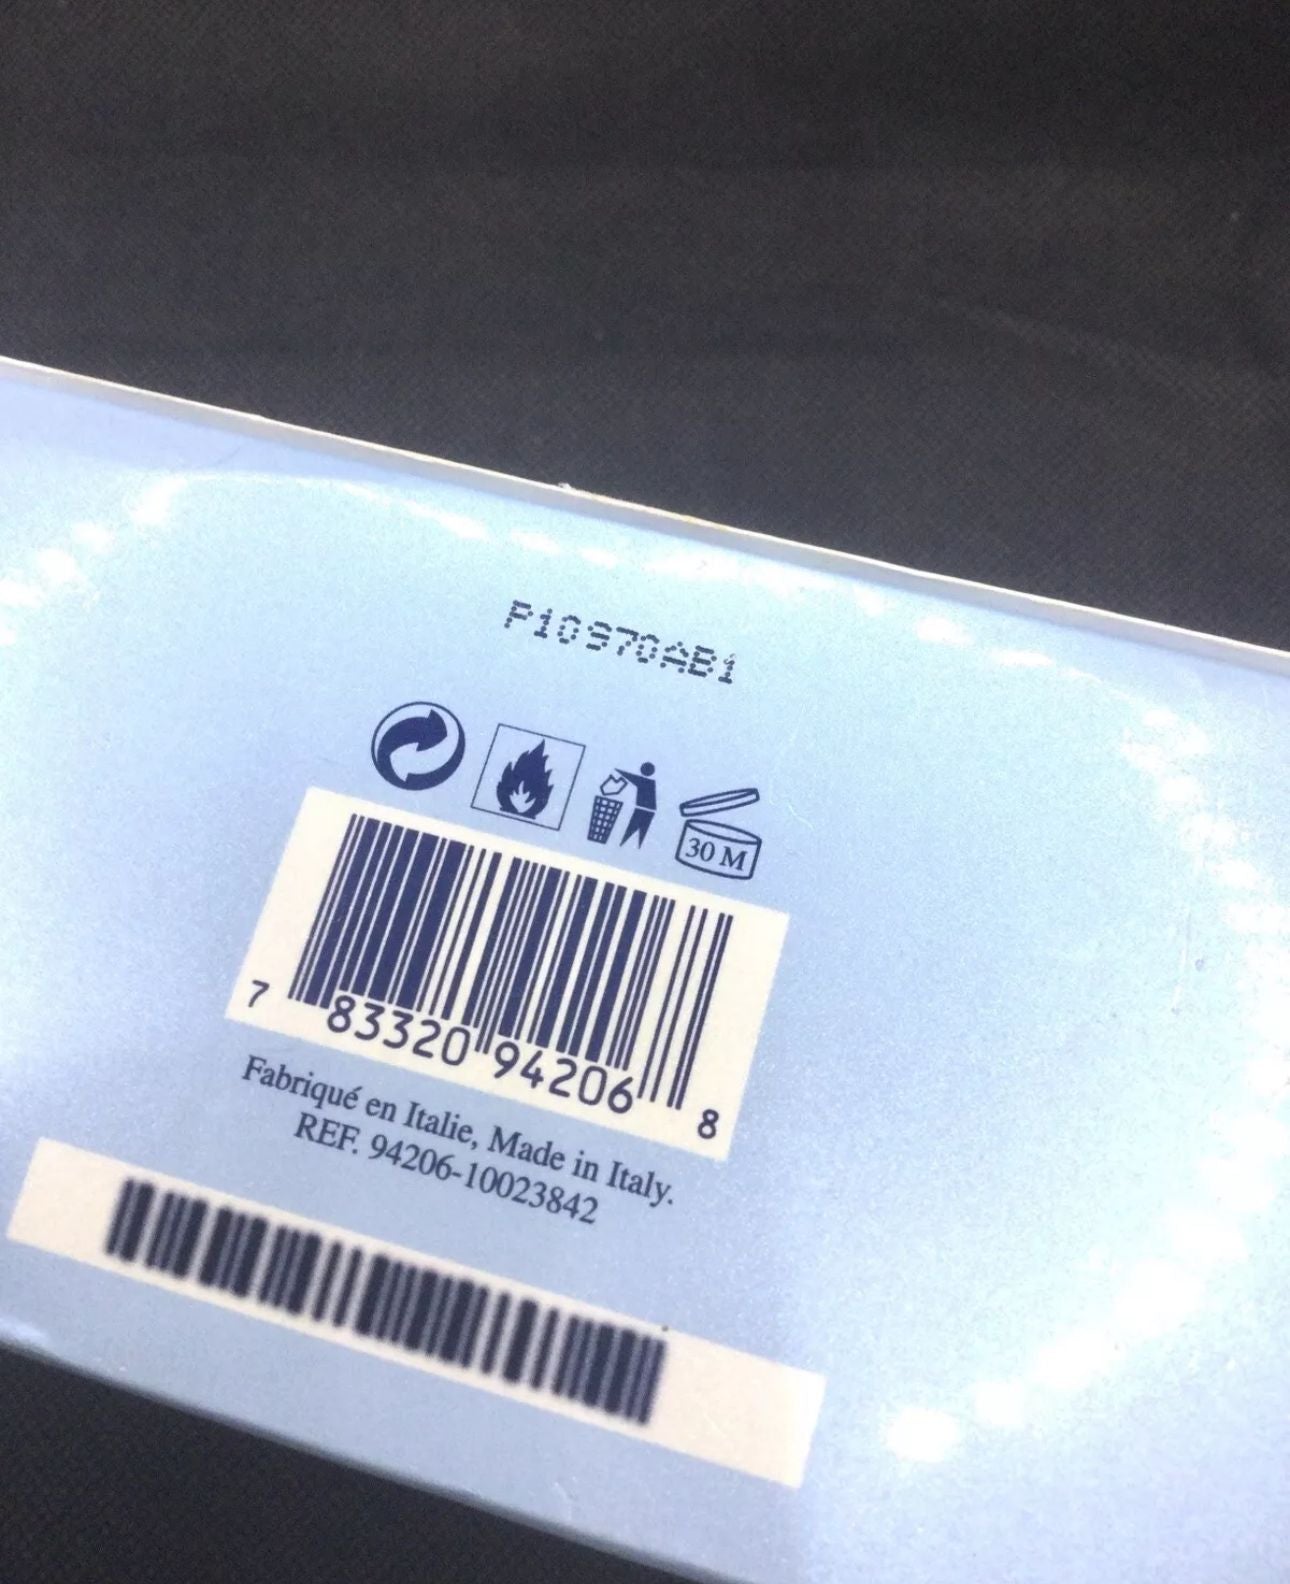 P10970AB1
30 M
7 83320 94206 8
Fabriqué en Italie, Made in Italy.
REF. 94206-10023842